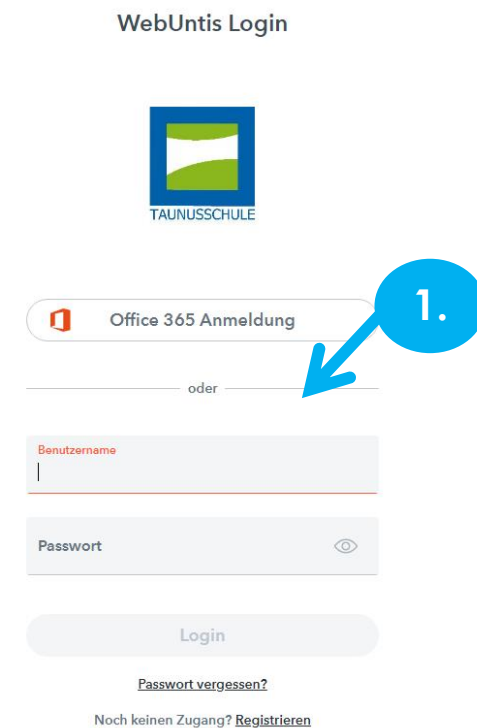 WebUntis Login
TAUNUSSCHULE
Office 365 Anmeldung
1.
oder
Benutzername
Passwort
Login
Passwort vergessen?
Noch keinen Zugang? Registrieren